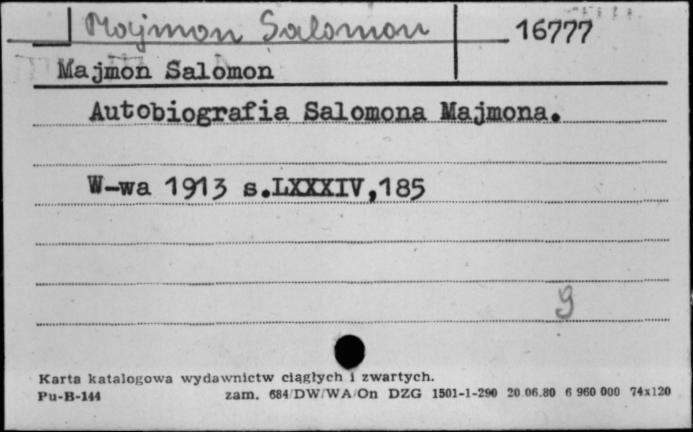 Majmon Salomon
16777
Majmon Salomon
Autobiografia Salomona Majmona.
W-wa 1913 s.LXXXIV,185
g
Karta katalogowa wydawnictw ciągłych i zwartych.
Pu-B-144 zam. 684/DW/WA/On DZG 1501-1-290 20.06.80 6 960 000 74x120